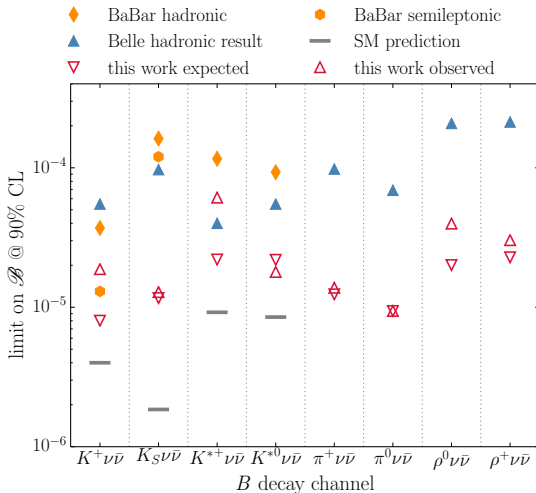 BaBar hadronic BaBar semileptonic
Belle hadronic result SM prediction
this work expected this work observed
limit on ℬ @ 90% CL
10⁻⁴
10⁻⁵
10⁻⁶
K⁺νν̄ K_Sνν̄ K*⁺νν̄ K*⁰νν̄ π⁺νν̄ π⁰νν̄ ρ⁰νν̄ ρ⁺νν̄
B decay channel